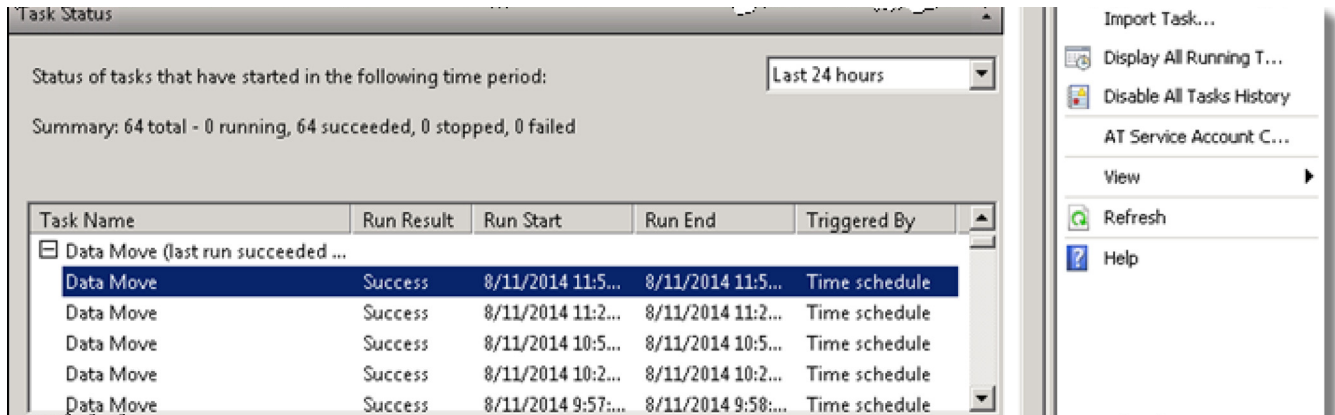 Task Status
Status of tasks that have started in the following time period:
Last 24 hours
Summary: 64 total - 0 running, 64 succeeded, 0 stopped, 0 failed
Task Name Run Result Run Start Run End Triggered By
Data Move (last run succeeded ...
Data Move Success 8/11/2014 11:5... 8/11/2014 11:5... Time schedule
Data Move Success 8/11/2014 11:2... 8/11/2014 11:2... Time schedule
Data Move Success 8/11/2014 10:5... 8/11/2014 10:5... Time schedule
Data Move Success 8/11/2014 10:2... 8/11/2014 10:2... Time schedule
Data Move Success 8/11/2014 9:57:... 8/11/2014 9:58:... Time schedule
Import Task...
Display All Running T...
Disable All Tasks History
AT Service Account C...
View
Refresh
Help